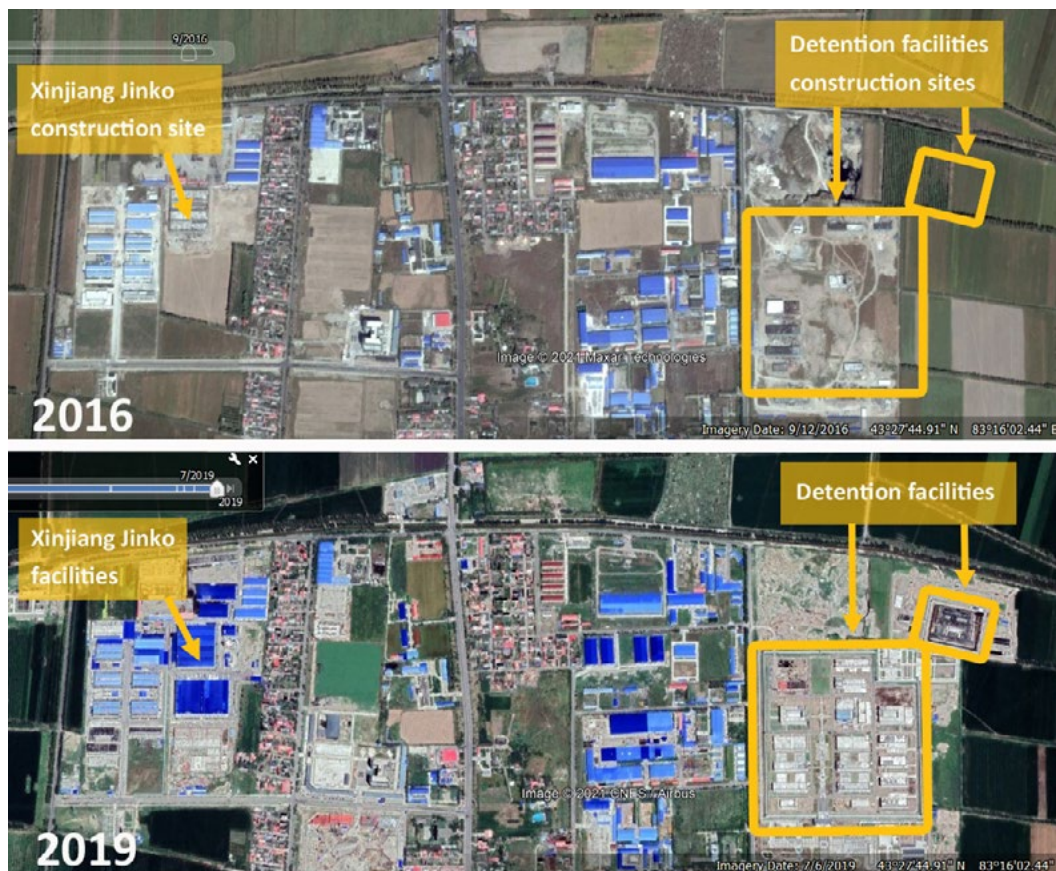 9/2016
Xinjiang Jinko
construction site
Detention facilities
construction sites
Image © 2021 Maxar Technologies
2016
Imagery Date: 9/12/2016 43°27'44.91" N 83°16'02.44" E
7/2019
2019
Xinjiang Jinko
facilities
Detention facilities
Image © 2021 CNES / Airbus
2019
Imagery Date: 7/6/2019 43°27'44.91" N 83°16'02.44"